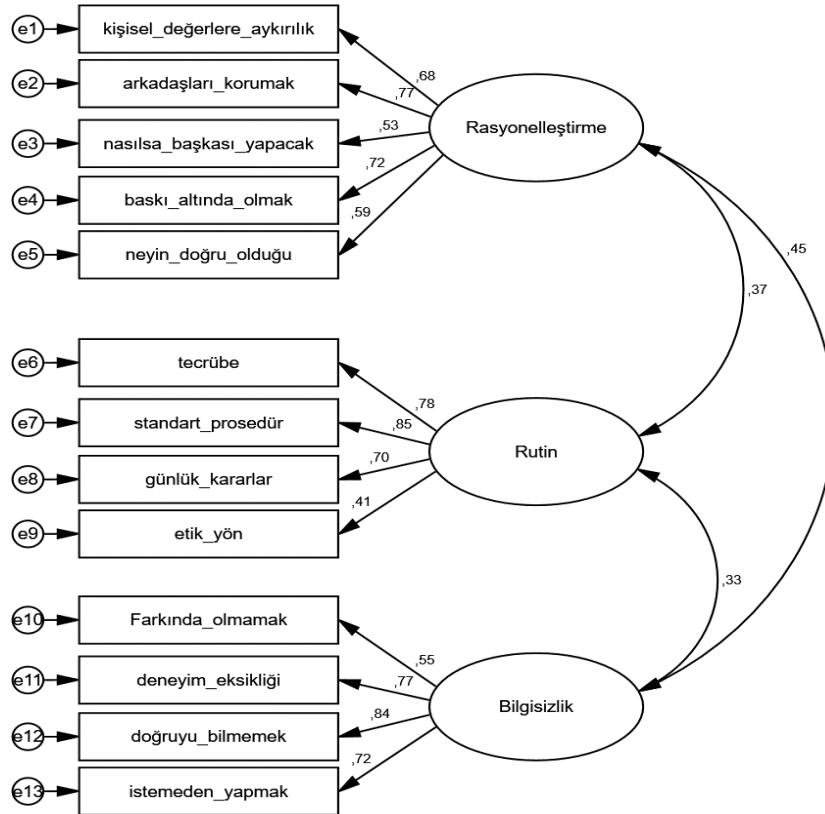 e1 kişisel_değerlere_aykırılık
,68
e2 arkadaşları_korumak
,77
Rasyonelleştirme
e3 nasılsa_başkası_yapacak
,53
e4 baskı_altında_olmak
,72
e5 neyin_doğru_olduğu
,59
,45
,37
e6 tecrübe
,78
e7 standart_prosedür
,85
Rutin
e8 günlük_kararlar
,70
e9 etik_yön
,41
,33
e10 Farkında_olmamak
,55
e11 deneyim_eksikliği
,77
Bilgisizlik
e12 doğruyu_bilmemek
,84
e13 istemeden_yapmak
,72